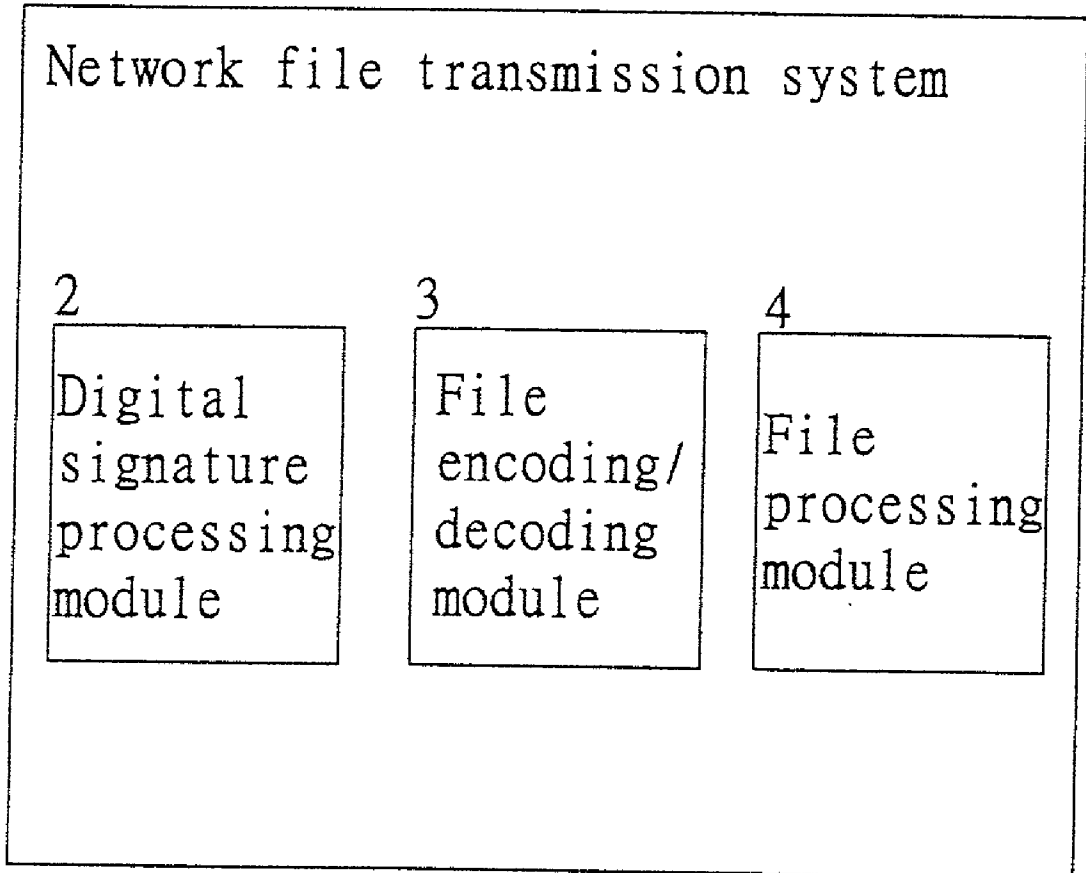 Network file transmission system
2
Digital
signature
processing
module
3
File
encoding/
decoding
module
4
File
processing
module